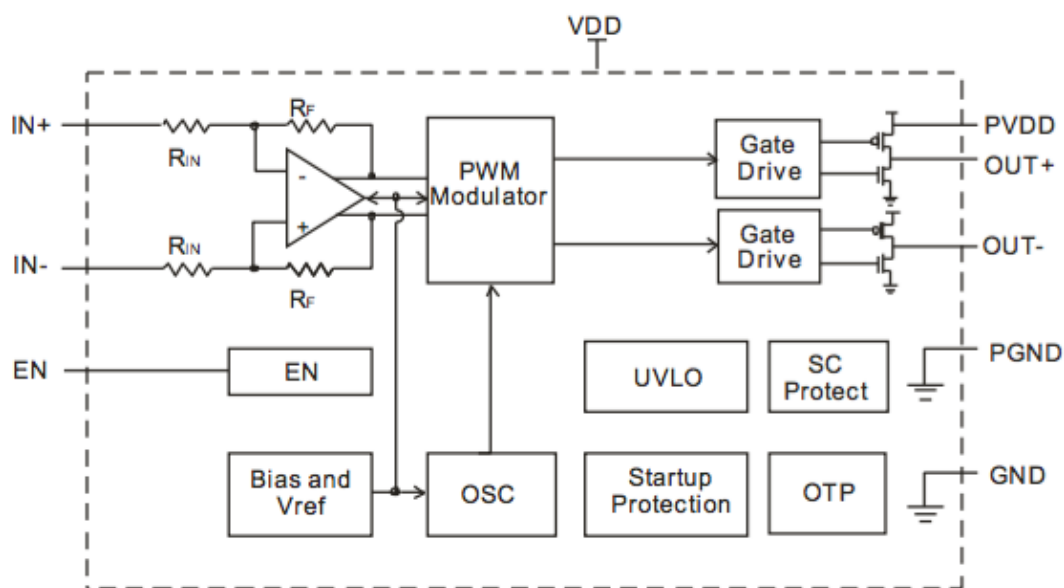 VDD
IN+
RIN
RF
-
+
PWM
Modulator
Gate
Drive
PVDD
OUT+
IN-
RIN
RF
Gate
Drive
OUT-
EN
EN
UVLO
SC
Protect
PGND
Bias and
Vref
OSC
Startup
Protection
OTP
GND